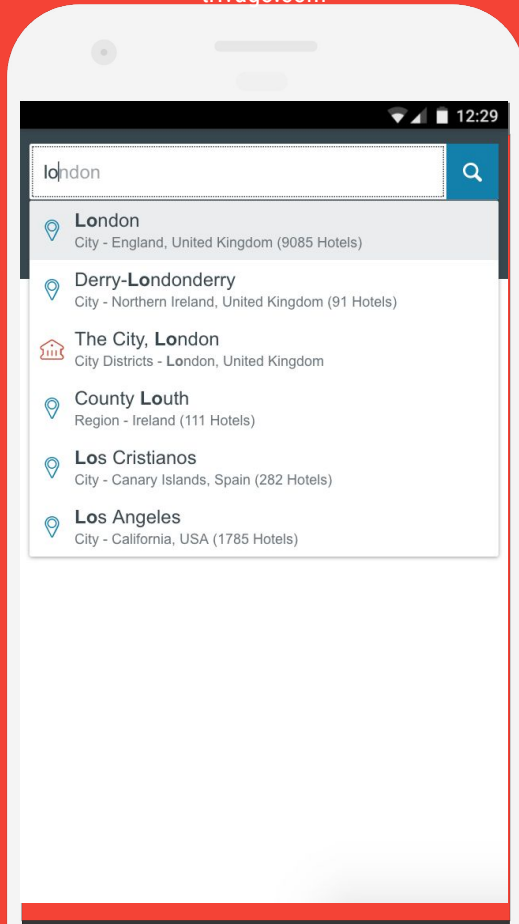 12:29
london
London
City - England, United Kingdom (9085 Hotels)
Derry-Londonderry
City - Northern Ireland, United Kingdom (91 Hotels)
The City, London
City Districts - London, United Kingdom
County Louth
Region - Ireland (111 Hotels)
Los Cristianos
City - Canary Islands, Spain (282 Hotels)
Los Angeles
City - California, USA (1785 Hotels)